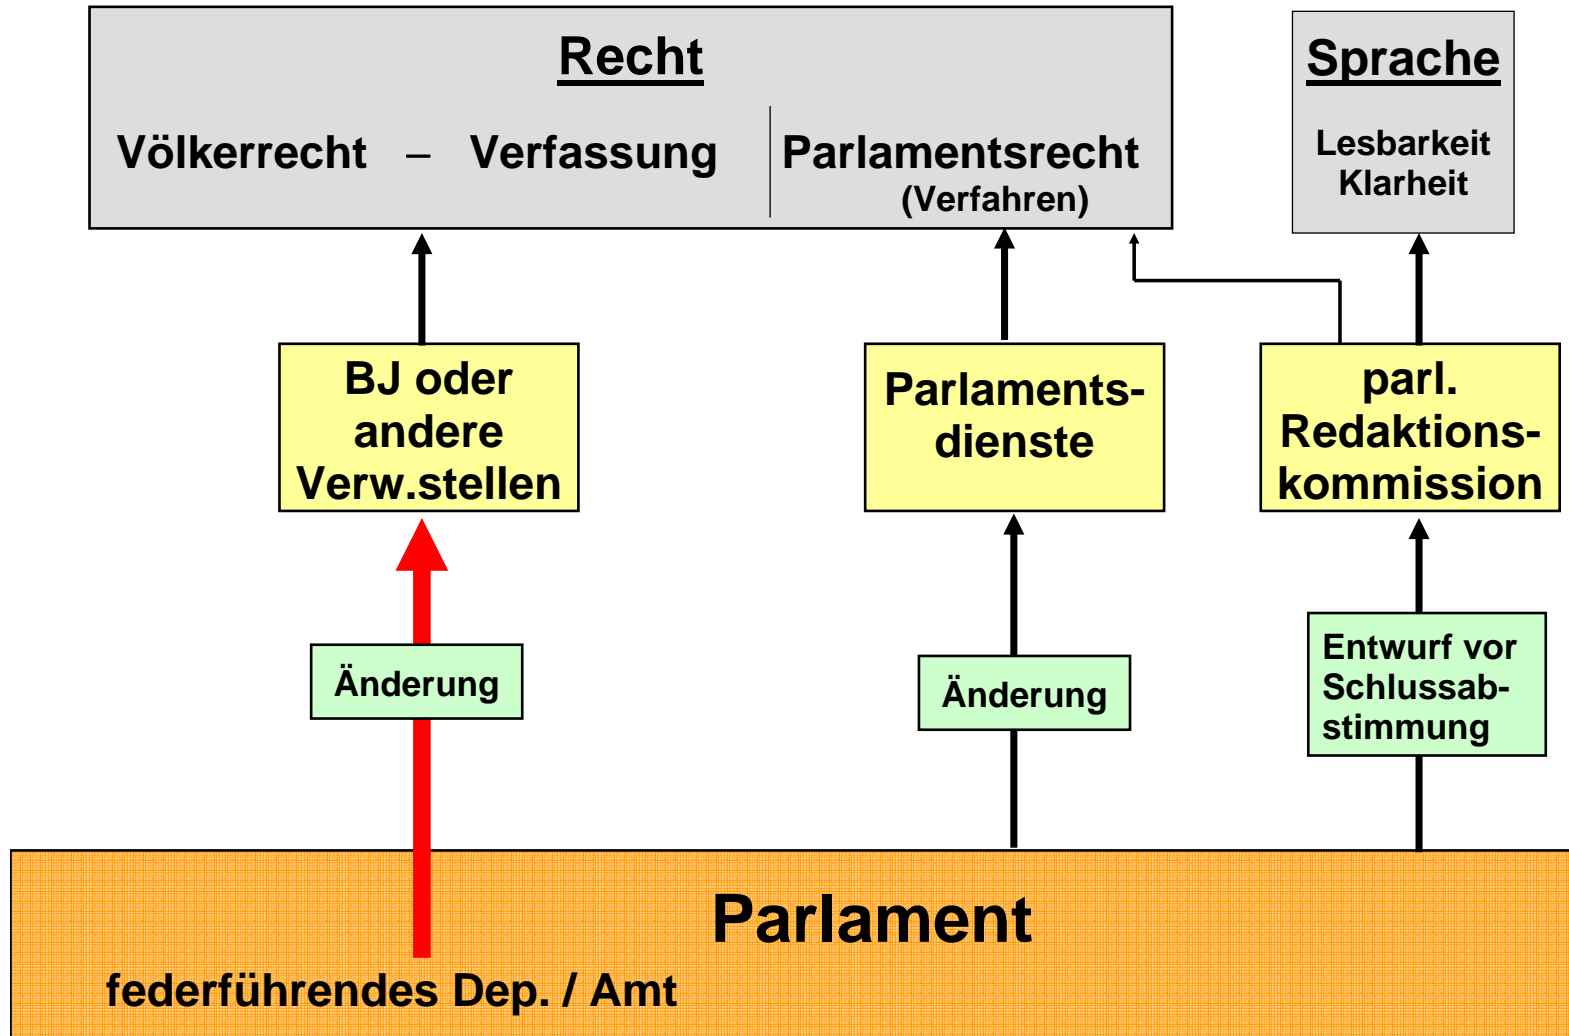 Recht
Völkerrecht – Verfassung
Parlamentsrecht
(Verfahren)
Sprache
Lesbarkeit
Klarheit
BJ oder
andere
Verw.stellen
Parlaments-
dienste
parl.
Redaktions-
kommission
Änderung
Änderung
Entwurf vor
Schlussab-
stimmung
Parlament
federführendes Dep. / Amt